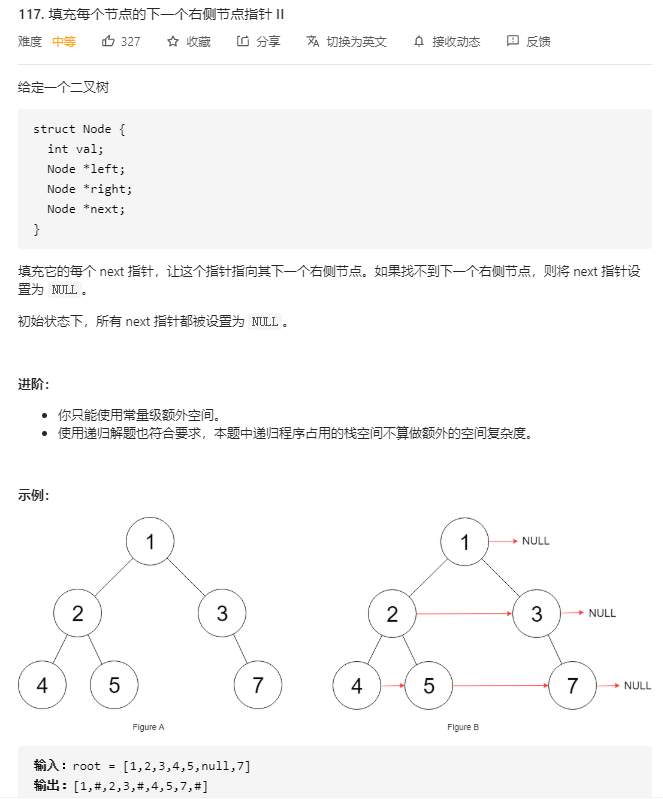 117. 填充每个节点的下一个右侧节点指针 II
难度 中等 327 收藏 分享 切换为英文 接收动态 反馈
给定一个二叉树
struct Node {
  int val;
  Node *left;
  Node *right;
  Node *next;
}
填充它的每个 next 指针，让这个指针指向其下一个右侧节点。如果找不到下一个右侧节点，则将 next 指针设
置为 NULL。
初始状态下，所有 next 指针都被设置为 NULL。
进阶：
• 你只能使用常量级额外空间。
• 使用递归解题也符合要求，本题中递归程序占用的栈空间不算做额外的空间复杂度。
示例：
1
2 3
4 5 7
Figure A
1 NULL
2 3 NULL
4 5 7 NULL
Figure B
输入：root = [1,2,3,4,5,null,7]
输出：[1,#,2,3,#,4,5,7,#]